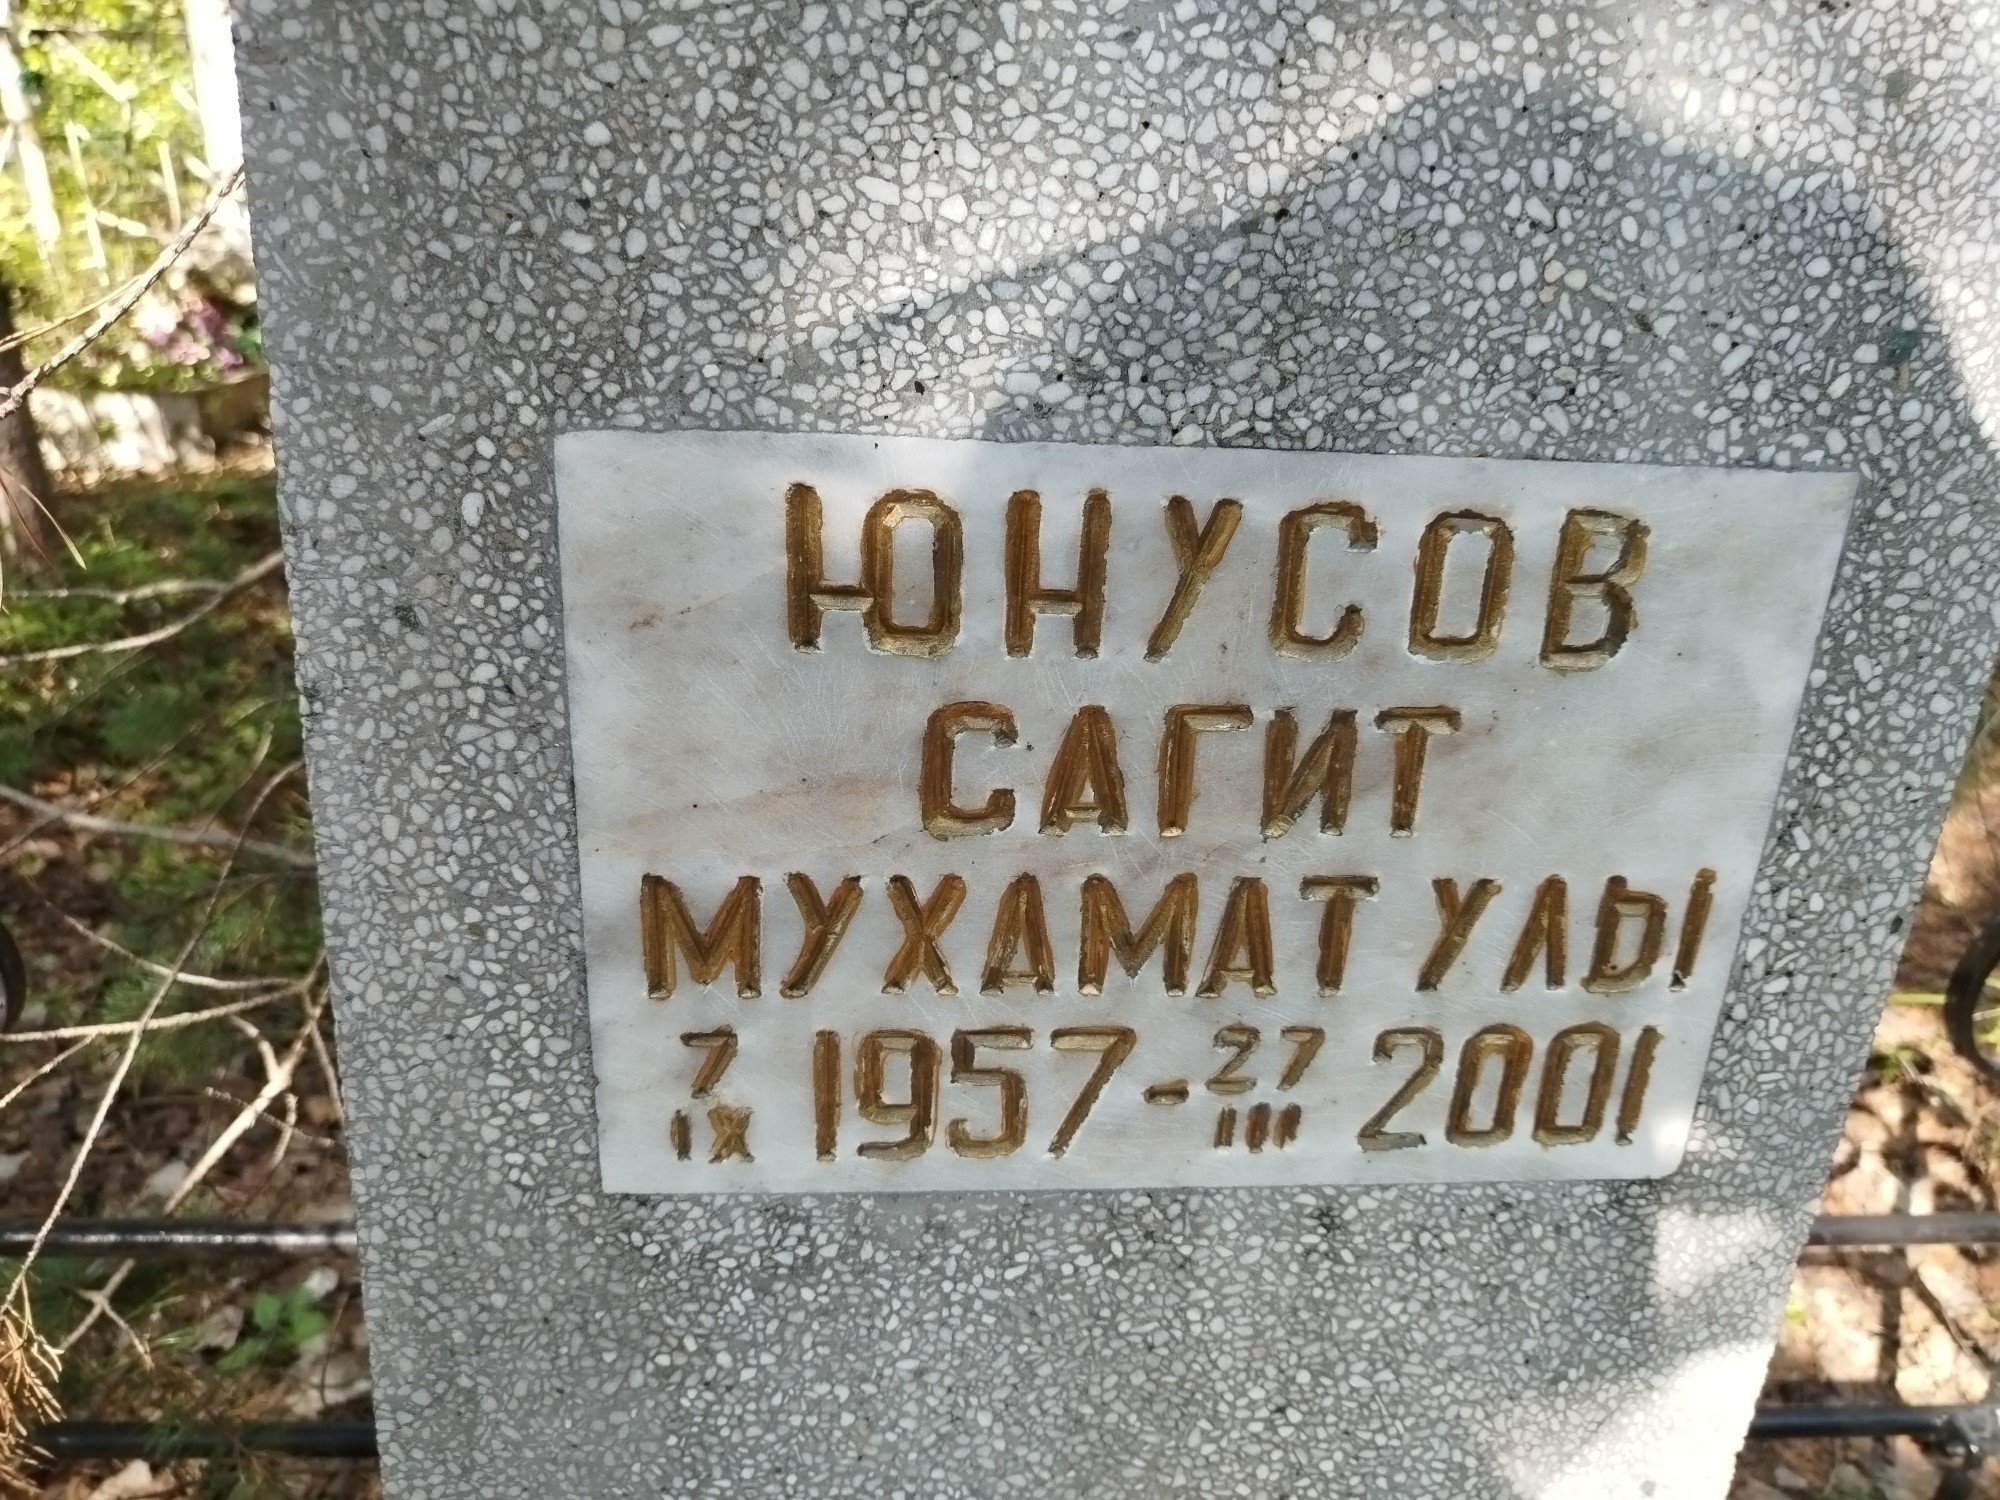 ЮНУСОВ
САГИТ
МУХАМАТ УЛЫ
7/IX 1957 - 27/III 2001